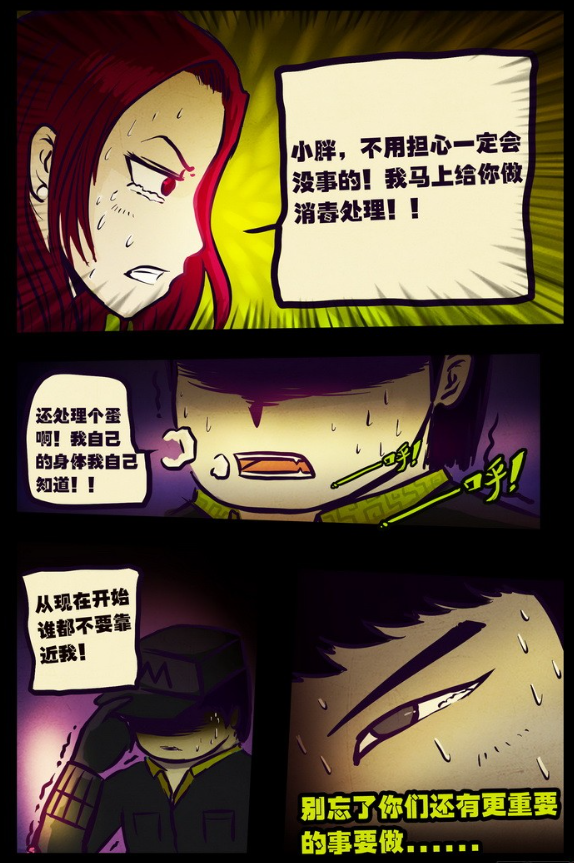 小胖，不用担心一定会
没事的！我马上给你做
消毒处理！！
还处理个蛋
啊！我自己
的身体我自己
知道！！
呼！
呼！
从现在开始
谁都不要靠
近我！
M
别忘了你们还有更重要
的事要做......